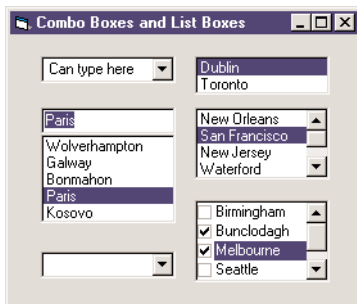 Combo Boxes and List Boxes
Can type here
Paris
Wolverhampton
Galway
Bonmahon
Paris
Kosovo
Dublin
Toronto
New Orleans
San Francisco
New Jersey
Waterford
Birmingham
Bunclodagh
Melbourne
Seattle